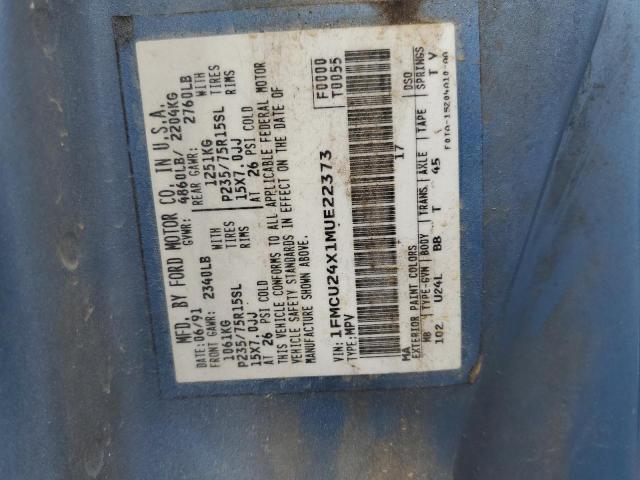 MFD. BY FORD MOTOR CO. IN U.S.A.
DATE: 06/91 GVWR: 4860LB/ 2204KG
FRONT GAWR: 2340LB REAR GAWR: 2760LB
1061KG WITH 1251KG WITH
P235/75R15SL TIRES P235/75R15SL TIRES
15X7.0JJ RIMS 15X7.0JJ RIMS
AT 26 PSI COLD AT 26 PSI COLD
THIS VEHICLE CONFORMS TO ALL APPLICABLE FEDERAL MOTOR
VEHICLE SAFETY STANDARDS IN EFFECT ON THE DATE OF
MANUFACTURE SHOWN ABOVE.
VIN: 1FMCU24X1MUE22373
TYPE: MPV
F0000
T0055
17
MA
EXTERIOR PAINT COLORS DSO
WB TYPE-GVW BODY TRANS. AXLE TAPE SPRINGS
102 U24L BB T 45 T V